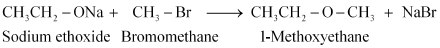 CH₃CH₂ – ONa + CH₃ – Br ⟶ CH₃CH₂ – O – CH₃ + NaBr
Sodium ethoxide Bromomethane 1-Methoxyethane